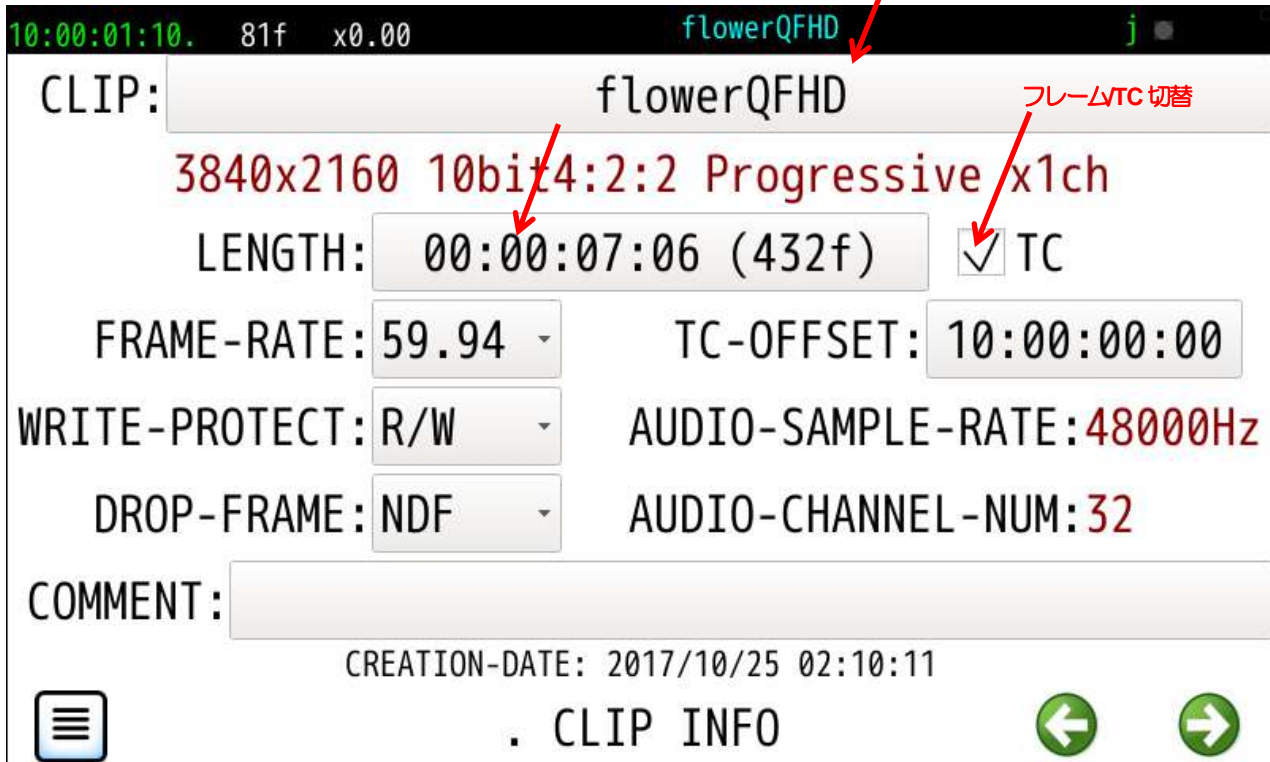 10:00:01:10. 81f x0.00 flowerQFHD j
CLIP: flowerQFHD
フレーム/TC 切替
3840x2160 10bit4:2:2 Progressive x1ch
LENGTH: 00:00:07:06 (432f) TC
FRAME-RATE: 59.94 TC-OFFSET: 10:00:00:00
WRITE-PROTECT: R/W AUDIO-SAMPLE-RATE:48000Hz
DROP-FRAME: NDF AUDIO-CHANNEL-NUM:32
COMMENT:
CREATION-DATE: 2017/10/25 02:10:11
. CLIP INFO